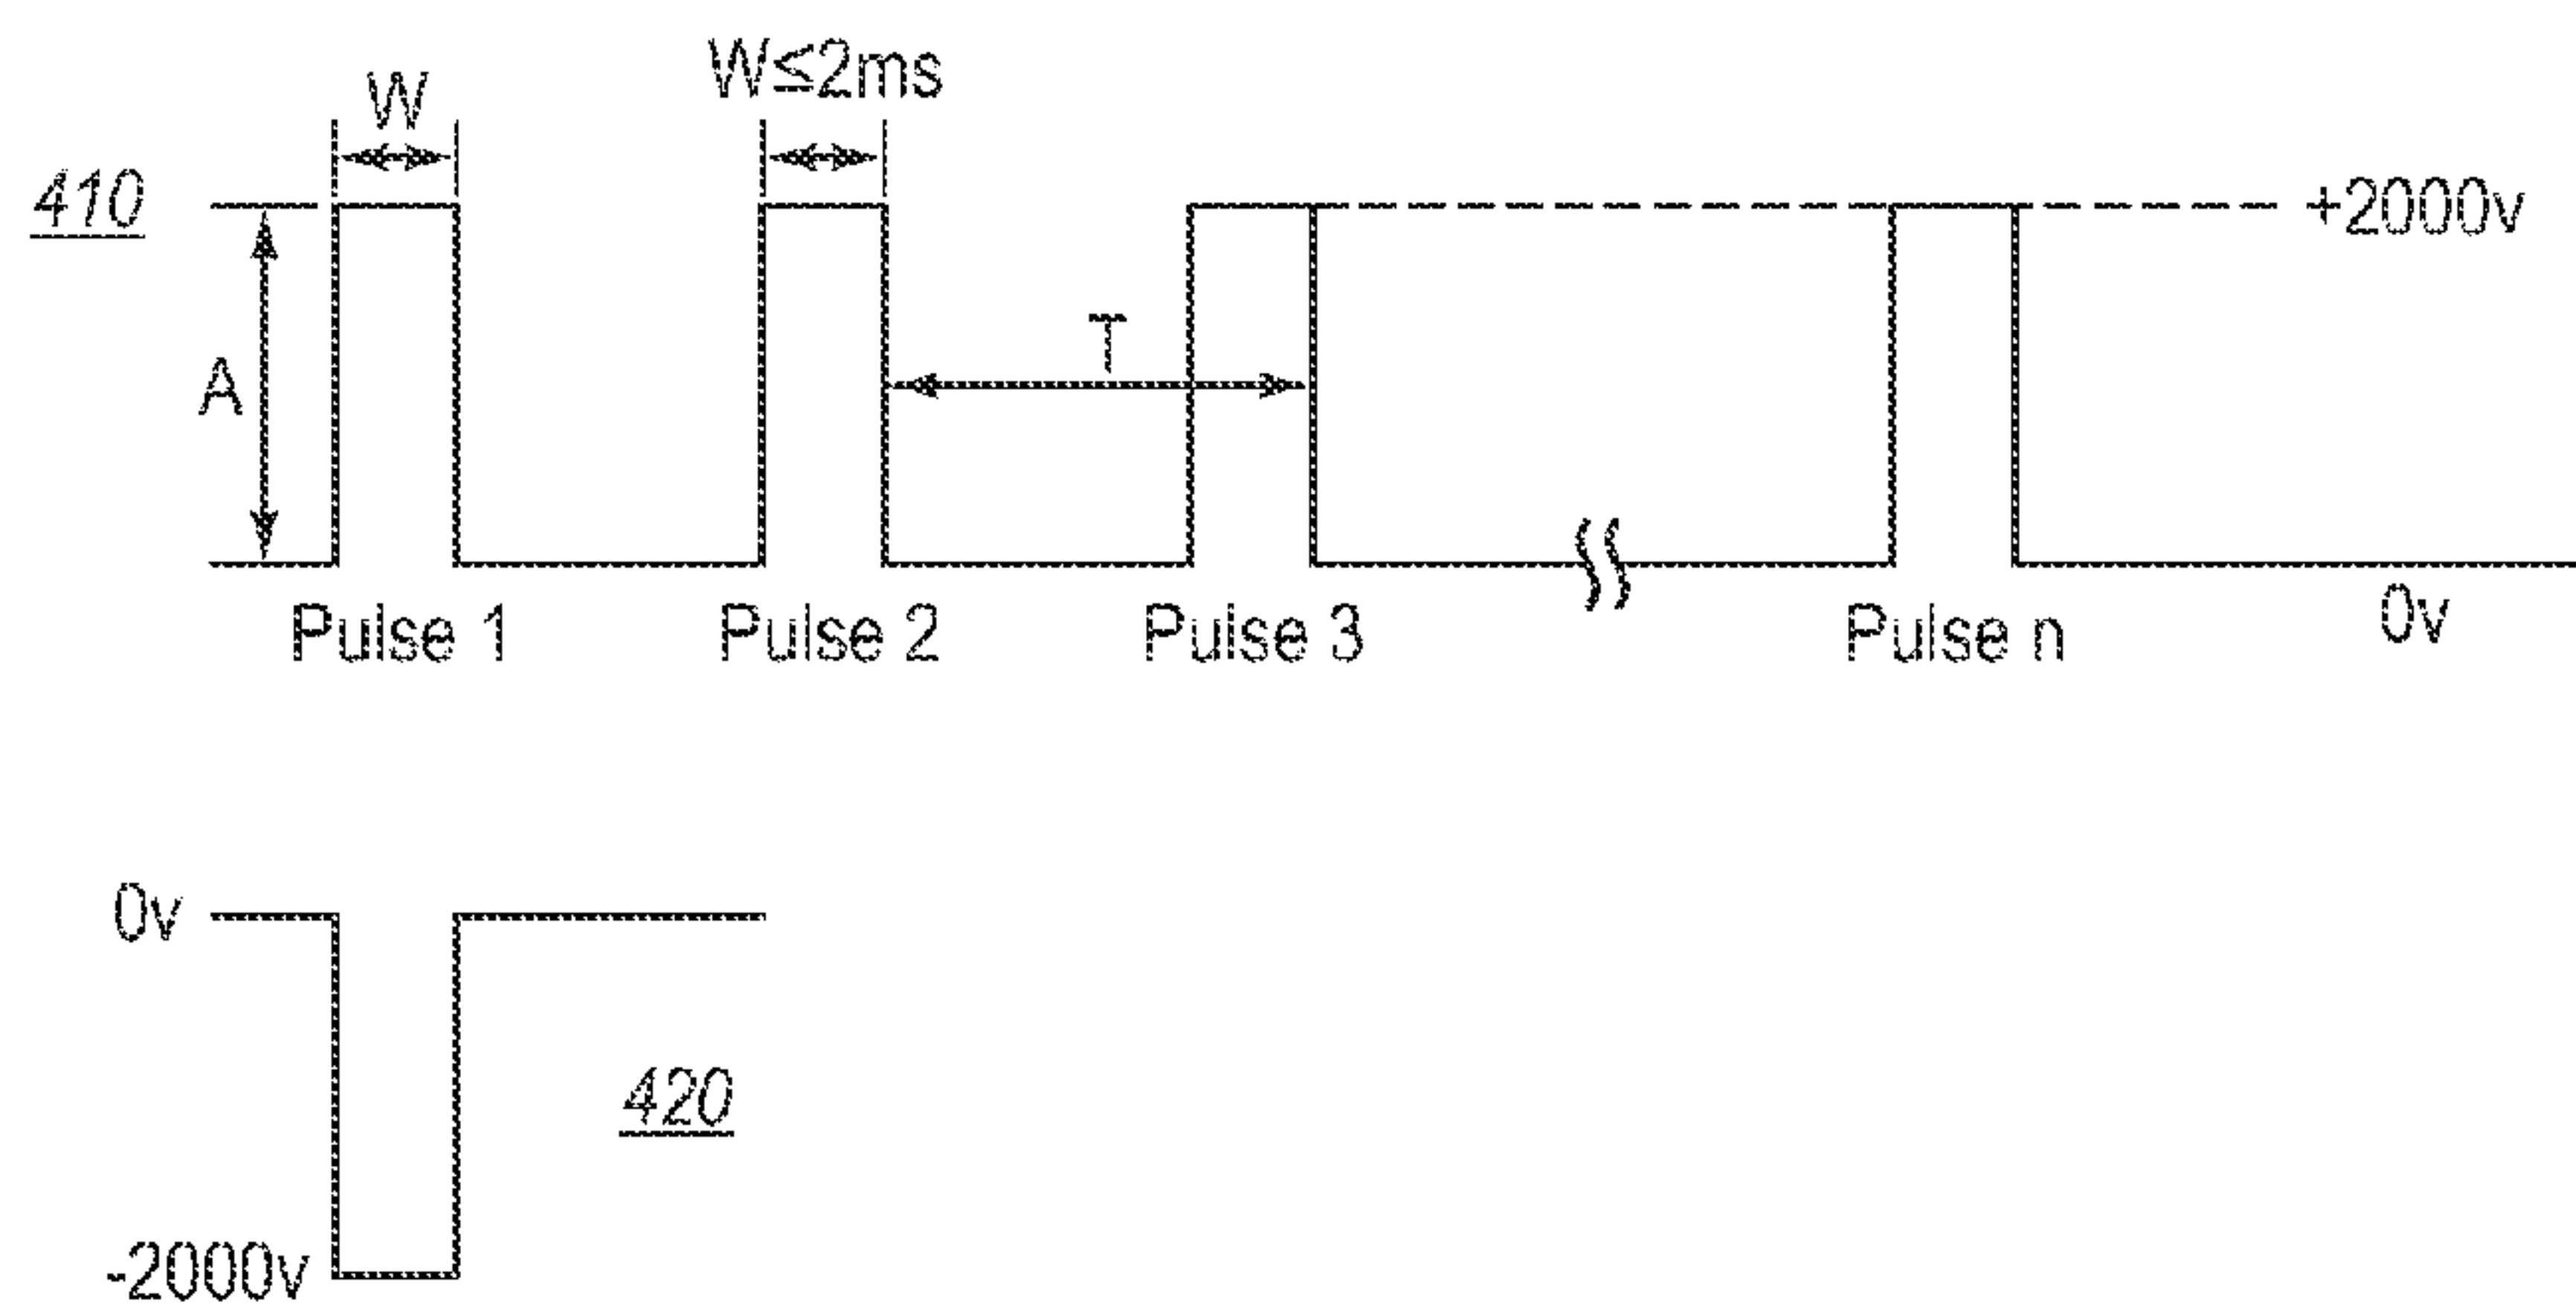 W
W≤2ms
410
+2000v
A
T
Pulse 1
Pulse 2
Pulse 3
Pulse n
0v
0v
420
-2000v